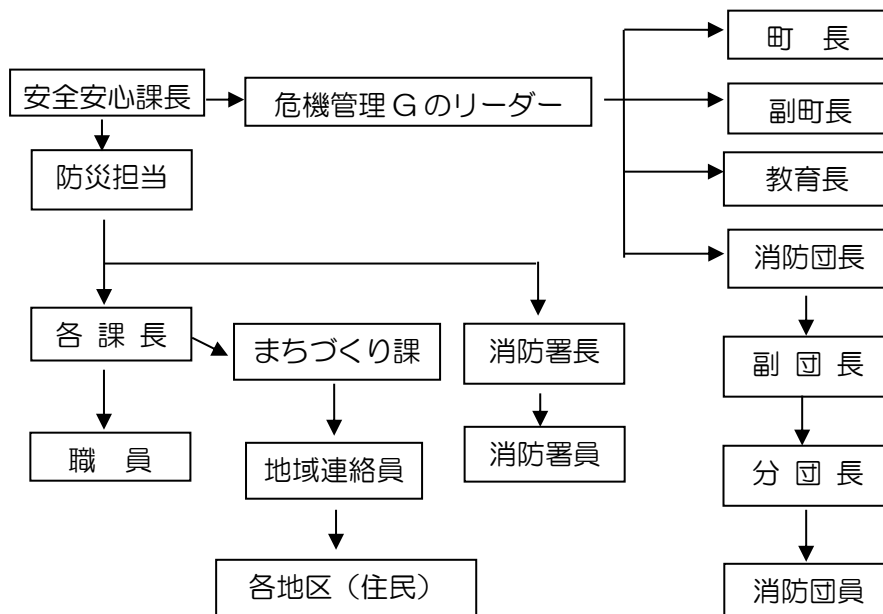 町　長
安全安心課長
危機管理Gのリーダー
副町長
防災担当
教育長
消防団長
各 課 長
まちづくり課
消防署長
副 団 長
職　員
地域連絡員
消防署員
分 団 長
各地区（住民）
消防団員